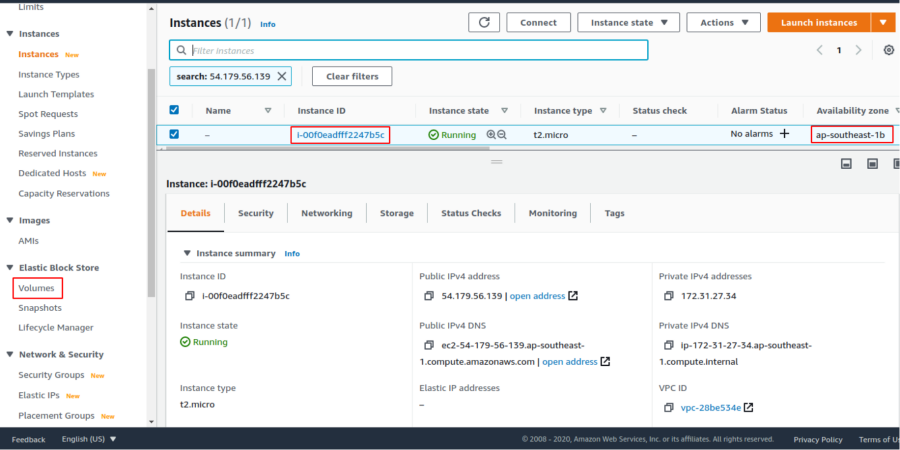 Limits
Instances
Instances New
Instance Types
Launch Templates
Spot Requests
Savings Plans
Reserved Instances
Dedicated Hosts New
Capacity Reservations
Images
AMIs
Elastic Block Store
Volumes
Snapshots
Lifecycle Manager
Network & Security
Security Groups New
Elastic IPs New
Placement Groups New
Instances (1/1) Info
Connect Instance state Actions Launch instances
Filter instances
1
search: 54.179.56.139 Clear filters
Name Instance ID Instance state Instance type Status check Alarm Status Availability zone
– i-00f0eadfff2247b5c Running t2.micro – No alarms + ap-southeast-1b
Instance: i-00f0eadfff2247b5c
Details Security Networking Storage Status Checks Monitoring Tags
Instance summary Info
Instance ID Public IPv4 address Private IPv4 addresses
i-00f0eadfff2247b5c 54.179.56.139 | open address 172.31.27.34
Instance state Public IPv4 DNS Private IPv4 DNS
Running ec2-54-179-56-139.ap-southeast- ip-172-31-27-34.ap-southeast-
1.compute.amazonaws.com | open address 1.compute.internal
Instance type Elastic IP addresses VPC ID
t2.micro – vpc-28be534e
Feedback English (US) © 2008 - 2020, Amazon Web Services, Inc. or its affiliates. All rights reserved. Privacy Policy Terms of Us